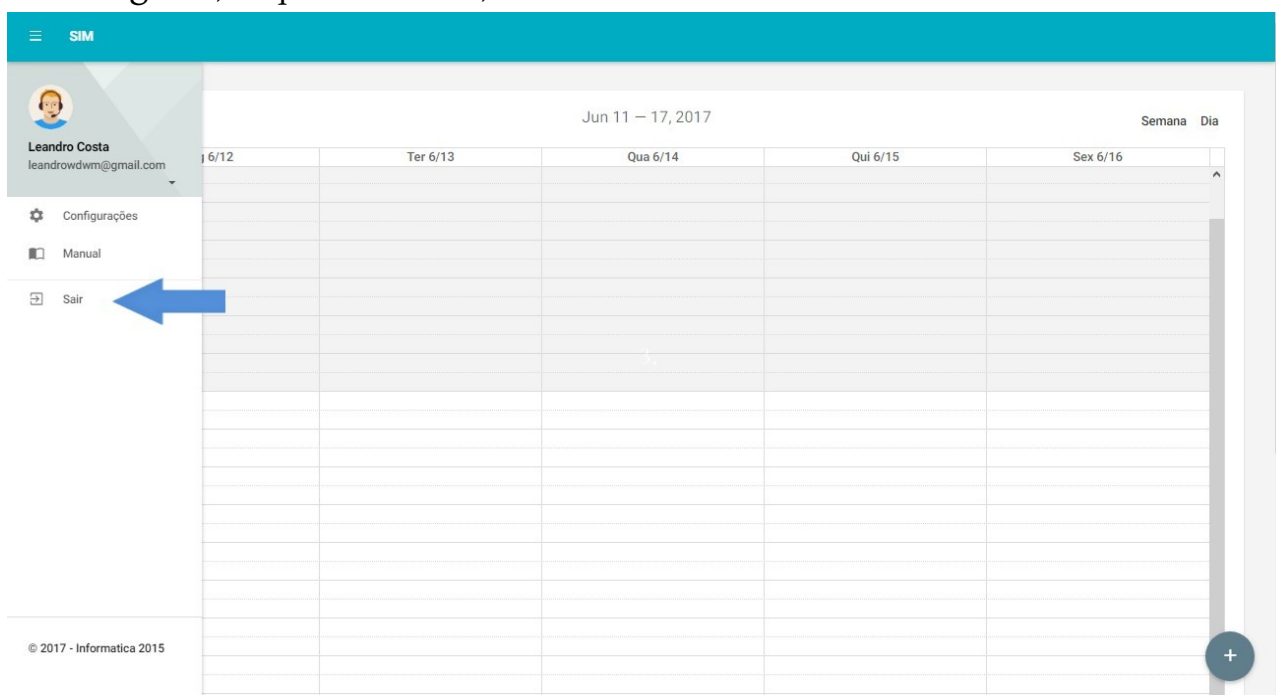 SIM
Jun 11 — 17, 2017
Semana Dia
Leandro Costa
leandrowdwm@gmail.com
6/12 Ter 6/13 Qua 6/14 Qui 6/15 Sex 6/16
Configurações
Manual
Sair
3.
© 2017 - Informatica 2015
+